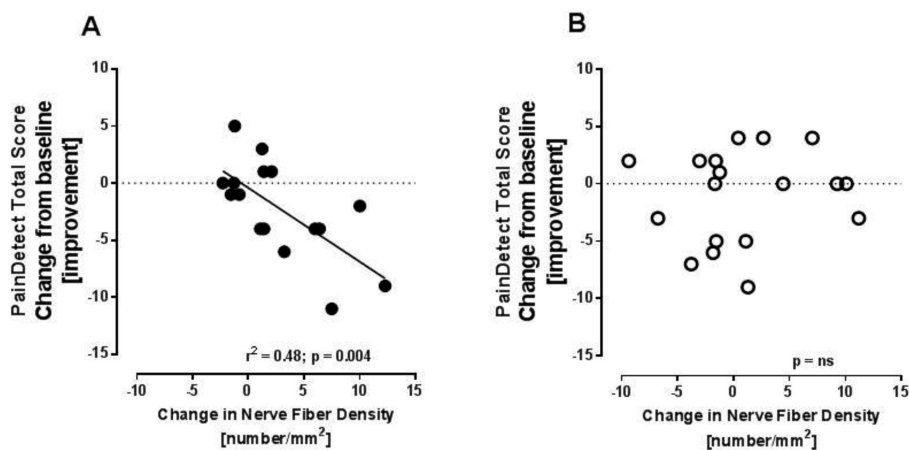 A
PainDetect Total Score
Change from baseline
[improvement]
10
5
0
-5
-10
-15
r² = 0.48; p = 0.004
-10 -5 0 5 10 15
Change in Nerve Fiber Density
[number/mm²]
B
PainDetect Total Score
Change from baseline
[improvement]
10
5
0
-5
-10
-15
p = ns
-10 -5 0 5 10 15
Change in Nerve Fiber Density
[number/mm²]